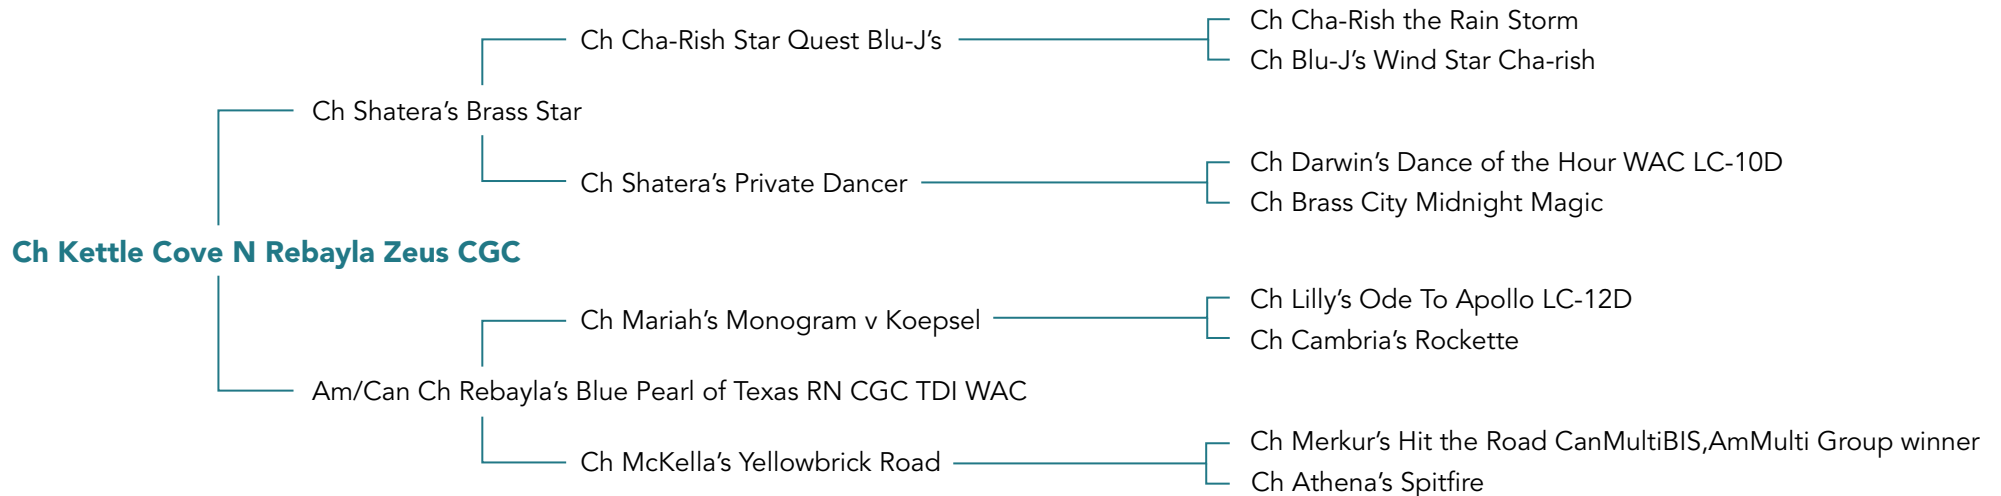 Ch Cha-Rish the Rain Storm
Ch Cha-Rish Star Quest Blu-J’s
Ch Blu-J’s Wind Star Cha-rish
Ch Shatera’s Brass Star
Ch Darwin’s Dance of the Hour WAC LC-10D
Ch Shatera’s Private Dancer
Ch Brass City Midnight Magic
Ch Kettle Cove N Rebayla Zeus CGC
Ch Lilly’s Ode To Apollo LC-12D
Ch Mariah’s Monogram v Koepsel
Ch Cambria’s Rockette
Am/Can Ch Rebayla’s Blue Pearl of Texas RN CGC TDI WAC
Ch Merkur’s Hit the Road CanMultiBIS,AmMulti Group winner
Ch McKella’s Yellowbrick Road
Ch Athena’s Spitfire